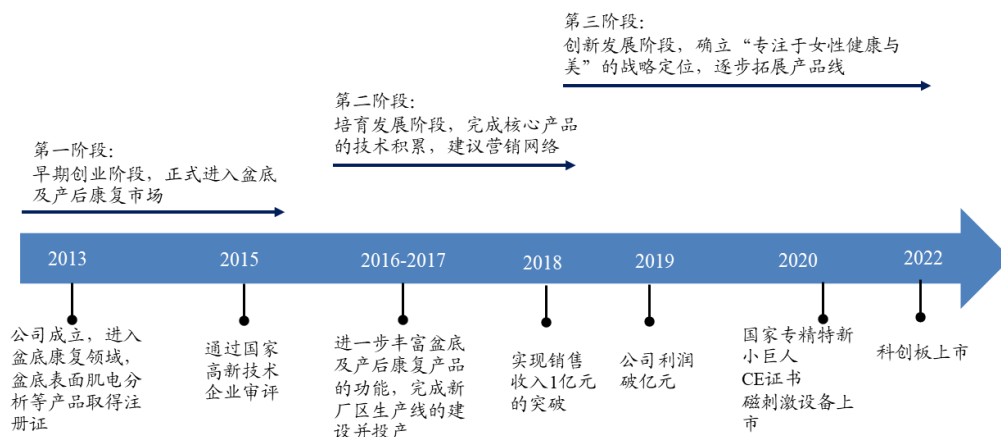 第三阶段：
创新发展阶段，确立“专注于女性健康与
美”的战略定位，逐步拓展产品线
第二阶段：
培育发展阶段，完成核心产品
的技术积累，建议营销网络
第一阶段：
早期创业阶段，正式进入盆底
及产后康复市场
2013
2015
2016-2017
2018
2019
2020
2022
公司成立，进入
盆底康复领域，
盆底表面肌电分
析等产品取得注
册证
通过国家
高新技术
企业审评
进一步丰富盆底
及产后康复产品
的功能，完成新
厂区生产线的建
设并投产
实现销售
收入1亿元
的突破
公司利润
破亿元
国家专精特新
小巨人
CE证书
磁刺激设备上
市
科创板上市